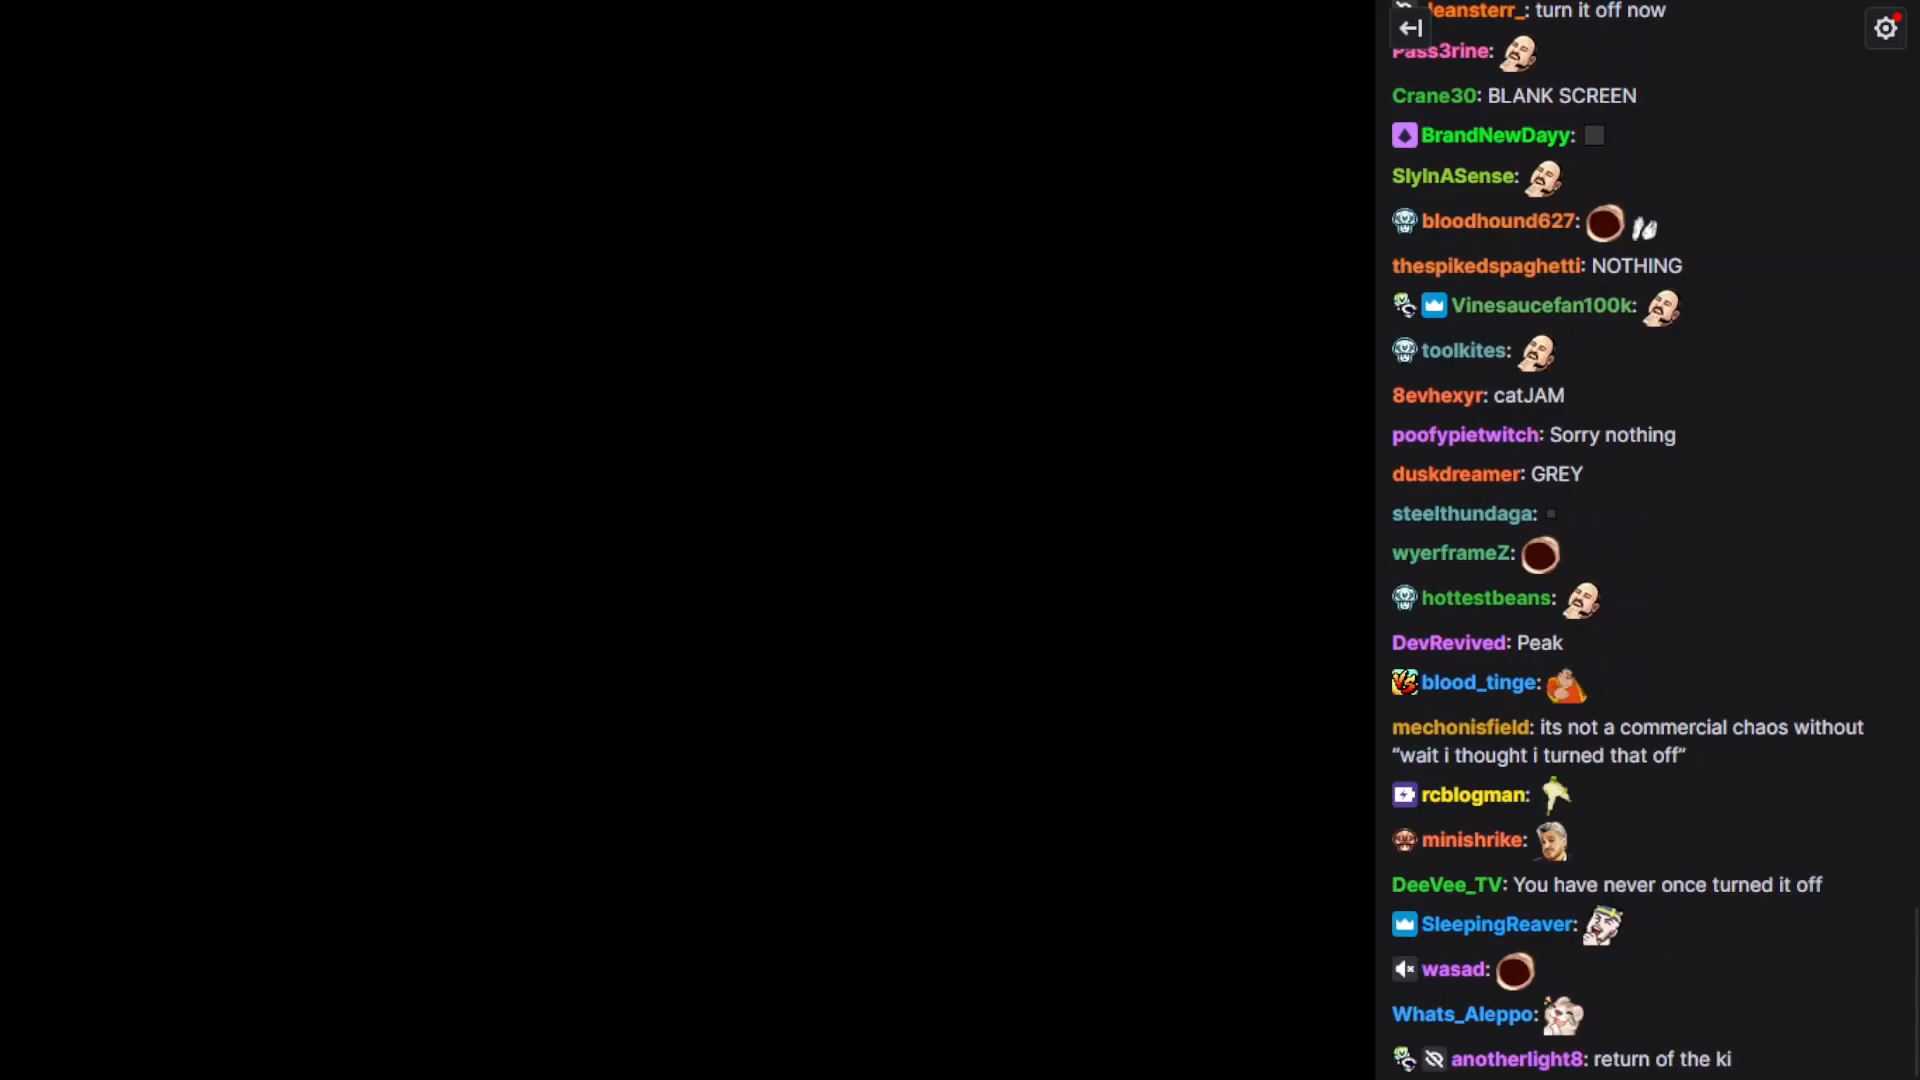 leansterr_: turn it off now
Pass3rine:
Crane30: BLANK SCREEN
BrandNewDayy:
SlyInASense:
bloodhound627:
thespikedspaghetti: NOTHING
Vinesaucefan100k:
toolkites:
8evhexyr: catJAM
poofypietwitch: Sorry nothing
duskdreamer: GREY
steelthundaga:
wyerframeZ:
hottestbeans:
DevRevived: Peak
blood_tinge:
mechonisfield: its not a commercial chaos without
“wait i thought i turned that off”
rcblogman:
minishrike:
DeeVee_TV: You have never once turned it off
SleepingReaver:
wasad:
Whats_Aleppo:
anotherlight8: return of the ki